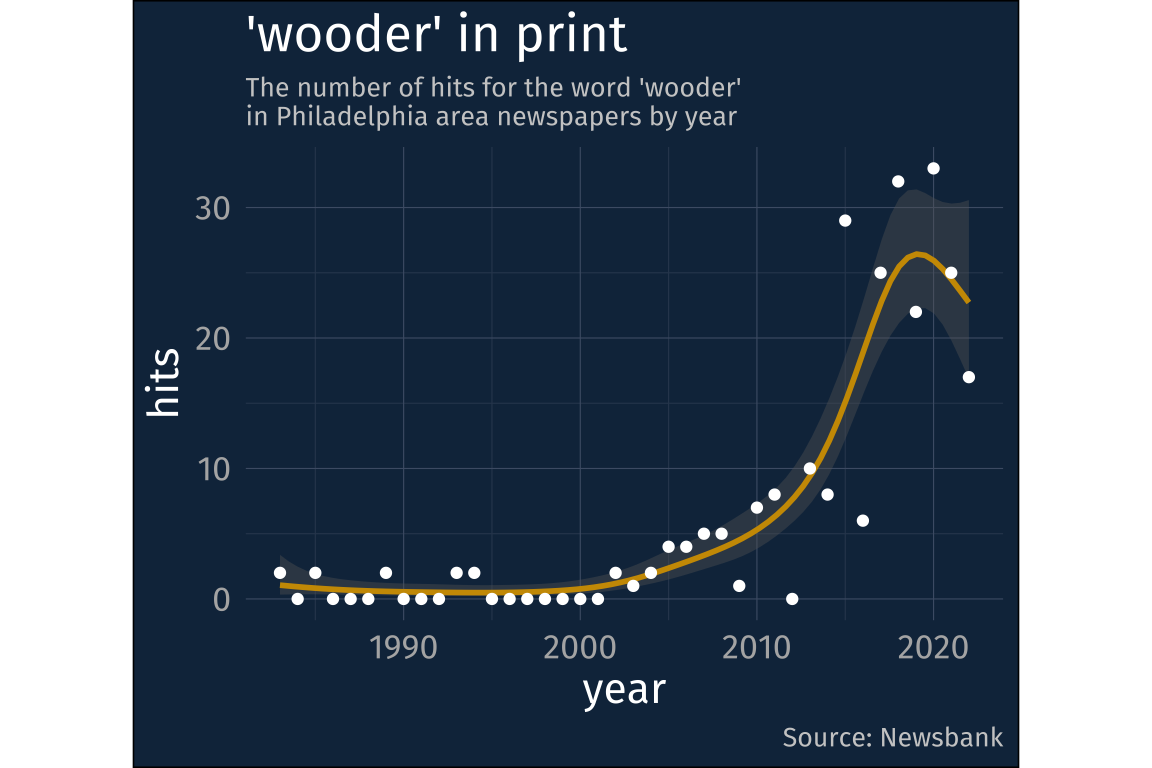 'wooder' in print
The number of hits for the word 'wooder'
in Philadelphia area newspapers by year
30
20
10
0
hits
1990 2000 2010 2020
year
Source: Newsbank